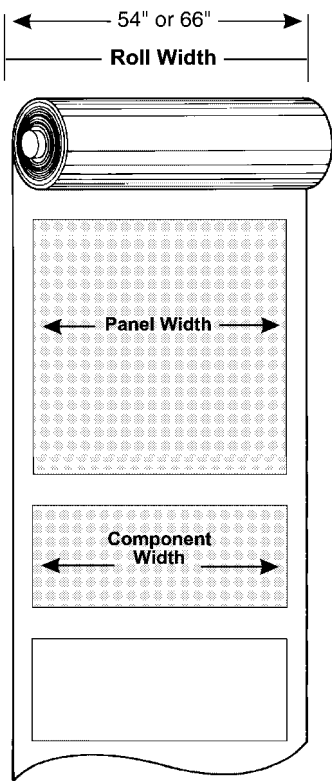 54" or 66"
Roll Width
Panel Width
Component
Width